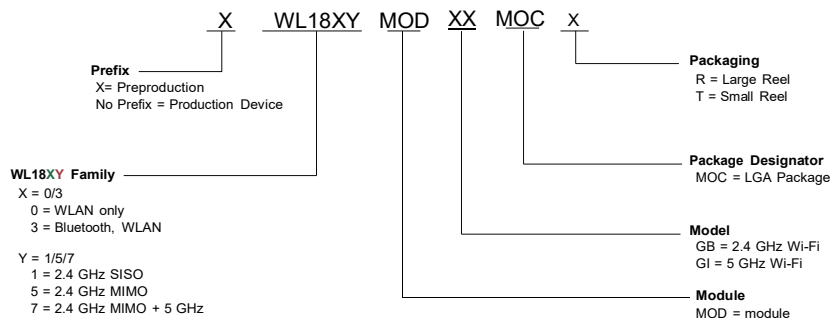 X WL18XY MOD XX MOC X
Prefix
X= Preproduction
No Prefix = Production Device
WL18XY Family
X = 0/3
0 = WLAN only
3 = Bluetooth, WLAN
Y = 1/5/7
1 = 2.4 GHz SISO
5 = 2.4 GHz MIMO
7 = 2.4 GHz MIMO + 5 GHz
Packaging
R = Large Reel
T = Small Reel
Package Designator
MOC = LGA Package
Model
GB = 2.4 GHz Wi-Fi
GI = 5 GHz Wi-Fi
Module
MOD = module